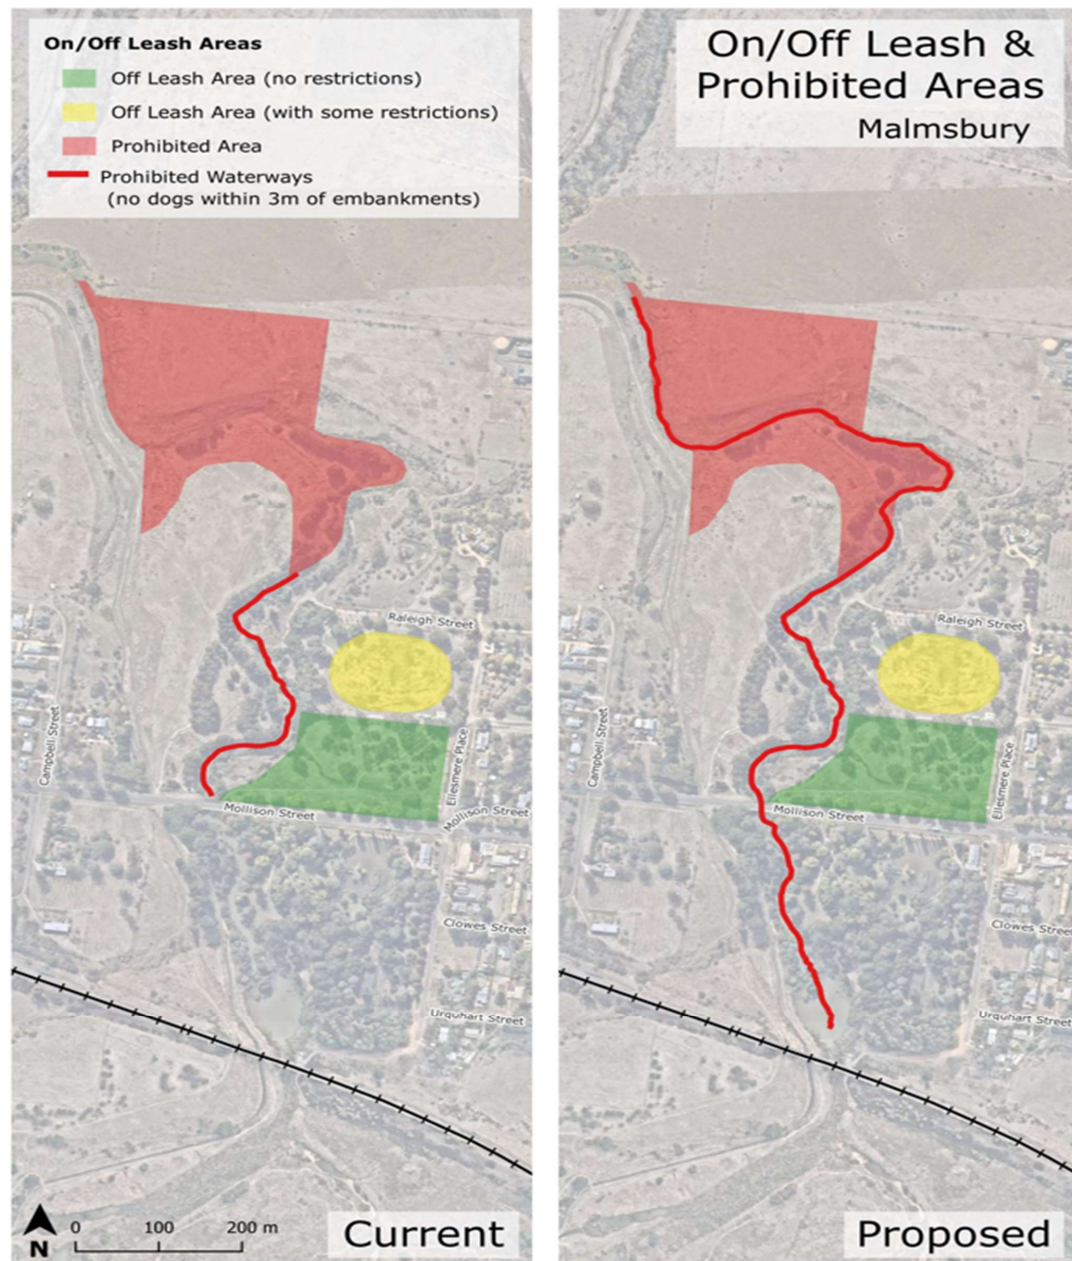 On/Off Leash Areas
Off Leash Area (no restrictions)
Off Leash Area (with some restrictions)
Prohibited Area
Prohibited Waterways
(no dogs within 3m of embankments)
Raleigh Street
Campbell Street
Ellesmere Place
Mollison Street
Mollison Street
Clowes Street
Urquhart Street
0 100 200 m
N
Current
On/Off Leash &
Prohibited Areas
Malmsbury
Raleigh Street
Campbell Street
Ellesmere Place
Mollison Street
Clowes Street
Urquhart Street
Proposed